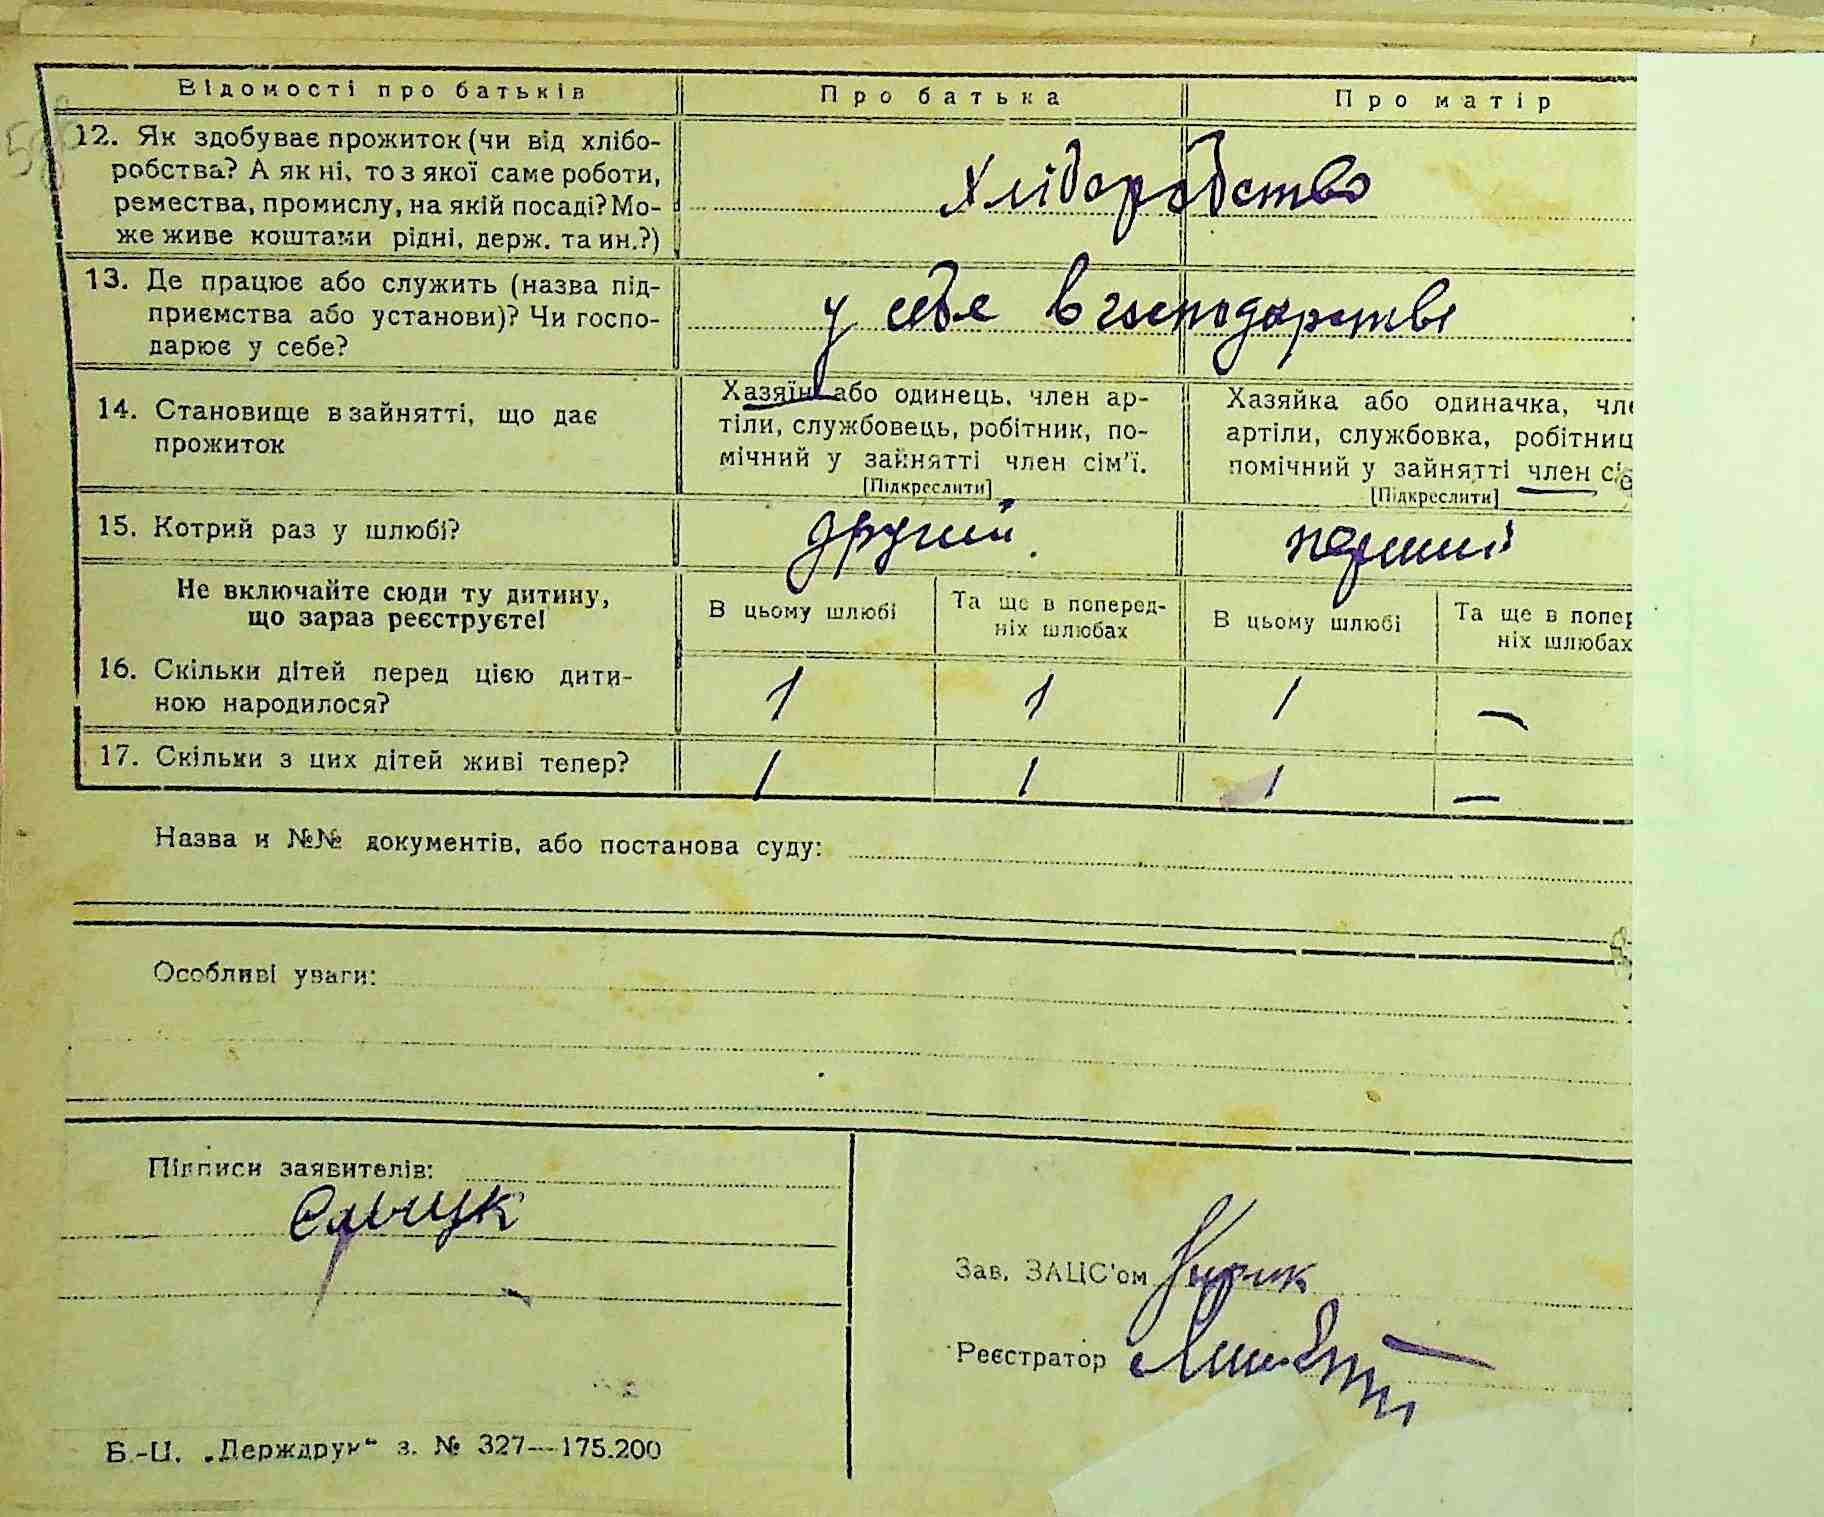 Відомості про батьків
Про батька
Про матір
12. Як здобуває прожиток (чи від хлібо-
робства? А як ні, то з якої саме роботи,
ремества, промислу, на якій посаді? Мо-
же живе коштами рідні, держ. та ин.?)
Хліборобство
13. Де працює або служить (назва під-
приємства або установи)? Чи госпо-
дарює у себе?
у себе в господарстві
14. Становище в зайнятті, що дає
прожиток
Хазяїн або одинець, член ар-
тіли, службовець, робітник, по-
мічний у зайнятті член сім'ї.
[Підкреслити]
Хазяйка або одиначка, чле
артіли, службовка, робітниц
помічний у зайнятті член сі
[Підкреслити]
15. Котрий раз у шлюбі?
другий
перший
Не включайте сюди ту дитину,
що зараз реєструєте!
В цьому шлюбі
Та ще в поперед-
ніх шлюбах
В цьому шлюбі
Та ще в попер
ніх шлюбах
16. Скільки дітей перед цією дити-
ною народилося?
1 1 1 —
17. Скільки з цих дітей живі тепер?
1 1 1 —
Назва и №№ документів, або постанова суду:
Особливі уваги:
Підписи заявителів:
Зав. ЗАЦС'ом
Реєстратор
Б.-Ц. „Держдрук" з. № 327—175.200